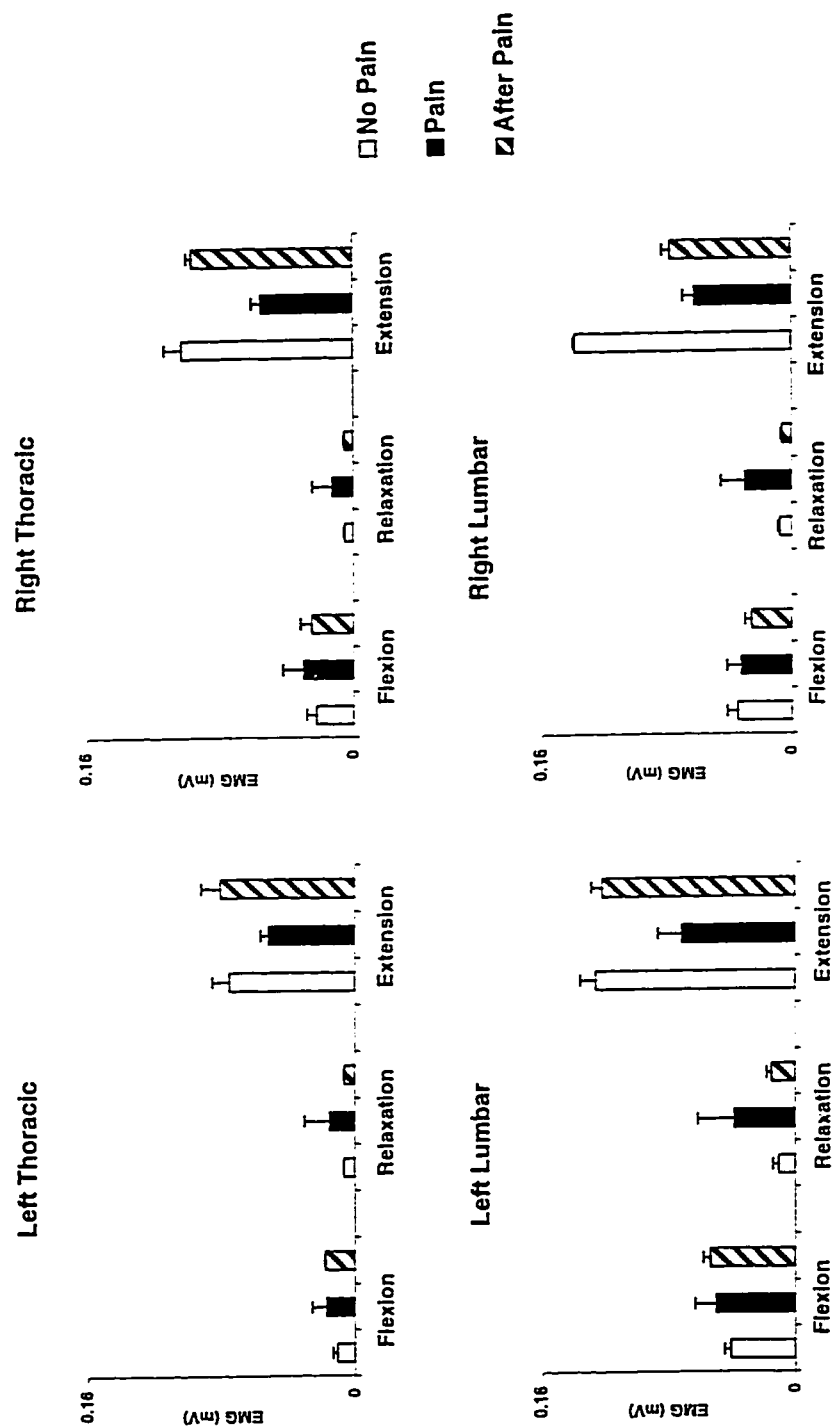 Left Thoracic
0.16
EMG (mV)
0
Flexion
Relaxation
Extension
Right Thoracic
0.16
EMG (mV)
0
Flexion
Relaxation
Extension
Left Lumbar
0.16
EMG (mV)
0
Flexion
Relaxation
Extension
Right Lumbar
0.16
EMG (mV)
0
Flexion
Relaxation
Extension
No Pain
Pain
After Pain